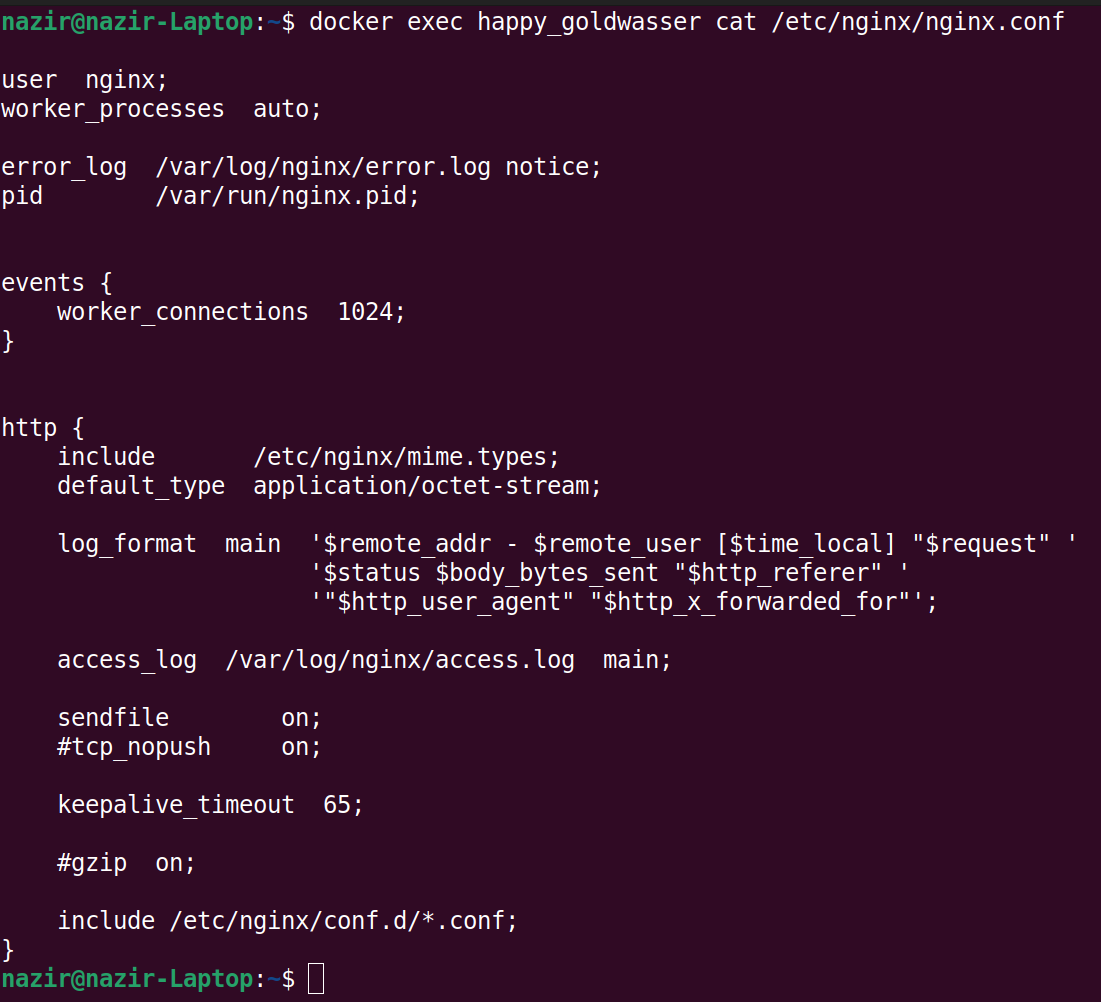 nazir@nazir-Laptop:~$ docker exec happy_goldwasser cat /etc/nginx/nginx.conf

user  nginx;
worker_processes  auto;

error_log  /var/log/nginx/error.log notice;
pid        /var/run/nginx.pid;


events {
    worker_connections  1024;
}


http {
    include       /etc/nginx/mime.types;
    default_type  application/octet-stream;

    log_format  main  '$remote_addr - $remote_user [$time_local] "$request" '
                      '$status $body_bytes_sent "$http_referer" '
                      '"$http_user_agent" "$http_x_forwarded_for"';

    access_log  /var/log/nginx/access.log  main;

    sendfile        on;
    #tcp_nopush     on;

    keepalive_timeout  65;

    #gzip  on;

    include /etc/nginx/conf.d/*.conf;
}
nazir@nazir-Laptop:~$